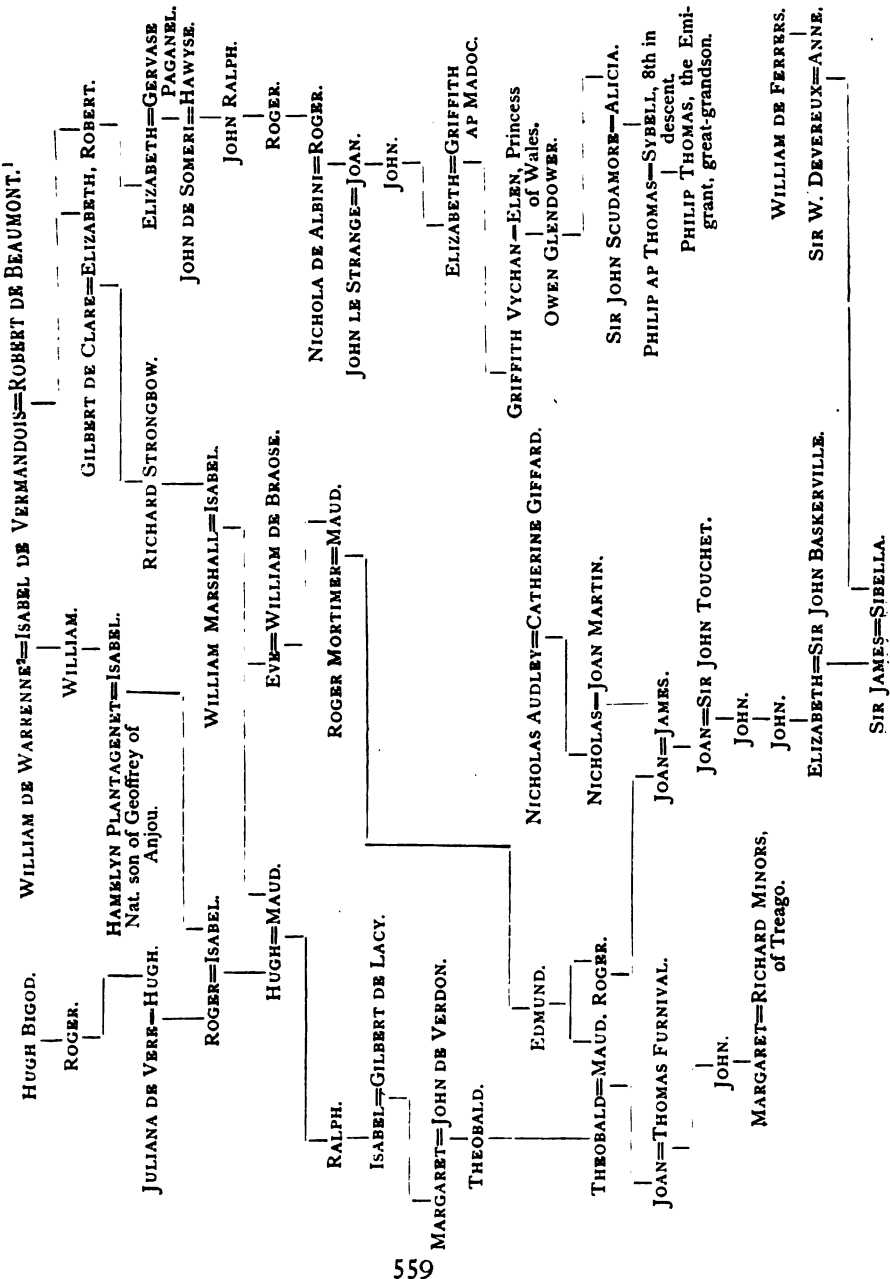 HUGH BIGOD.
WILLIAM DE WARRENNE²=ISABEL DE VERMANDOIS=ROBERT DE BEAUMONT.¹
ROGER.
WILLIAM.
GILBERT DE CLARE=ELIZABETH, ROBERT.
HAMELYN PLANTAGENET=ISABEL.
Nat. son of Geoffrey of
Anjou.
JULIANA DE VERE=HUGH.
RICHARD STRONGBOW.
ELIZABETH=GERVASE
PAGANEL.
JOHN DE SOMERI=HAWYSE.
ROGER=ISABEL.
WILLIAM MARSHALL=ISABEL.
JOHN RALPH.
HUGH=MAUD.
EVE=WILLIAM DE BRAOSE.
ROGER.
NICHOLA DE ALBINI=ROGER.
RALPH.
ROGER MORTIMER=MAUD.
JOHN LE STRANGE=JOAN.
ISABEL=GILBERT DE LACY.
JOHN.
MARGARET=JOHN DE VERDON.
ELIZABETH=GRIFFITH
AP MADOC.
THEOBALD.
GRIFFITH VYCHAN=ELEN, Princess
of Wales.
EDMUND.
NICHOLAS AUDLEY=CATHERINE GIFFARD.
OWEN GLENDOWER.
THEOBALD=MAUD. ROGER.
NICHOLAS=JOAN MARTIN.
SIR JOHN SCUDAMORE=ALICIA.
JOAN=THOMAS FURNIVAL.
JOAN=JAMES.
PHILIP AP THOMAS=SYBELL, 8th in
descent.
JOAN=SIR JOHN TOUCHET.
PHILIP THOMAS, the Emi-
grant, great-grandson.
JOHN.
JOHN.
MARGARET=RICHARD MINORS,
of Treago.
JOHN.
WILLIAM DE FERRERS.
ELIZABETH=SIR JOHN BASKERVILLE.
SIR W. DEVEREUX=ANNE.
SIR JAMES=SIBELLA.
559